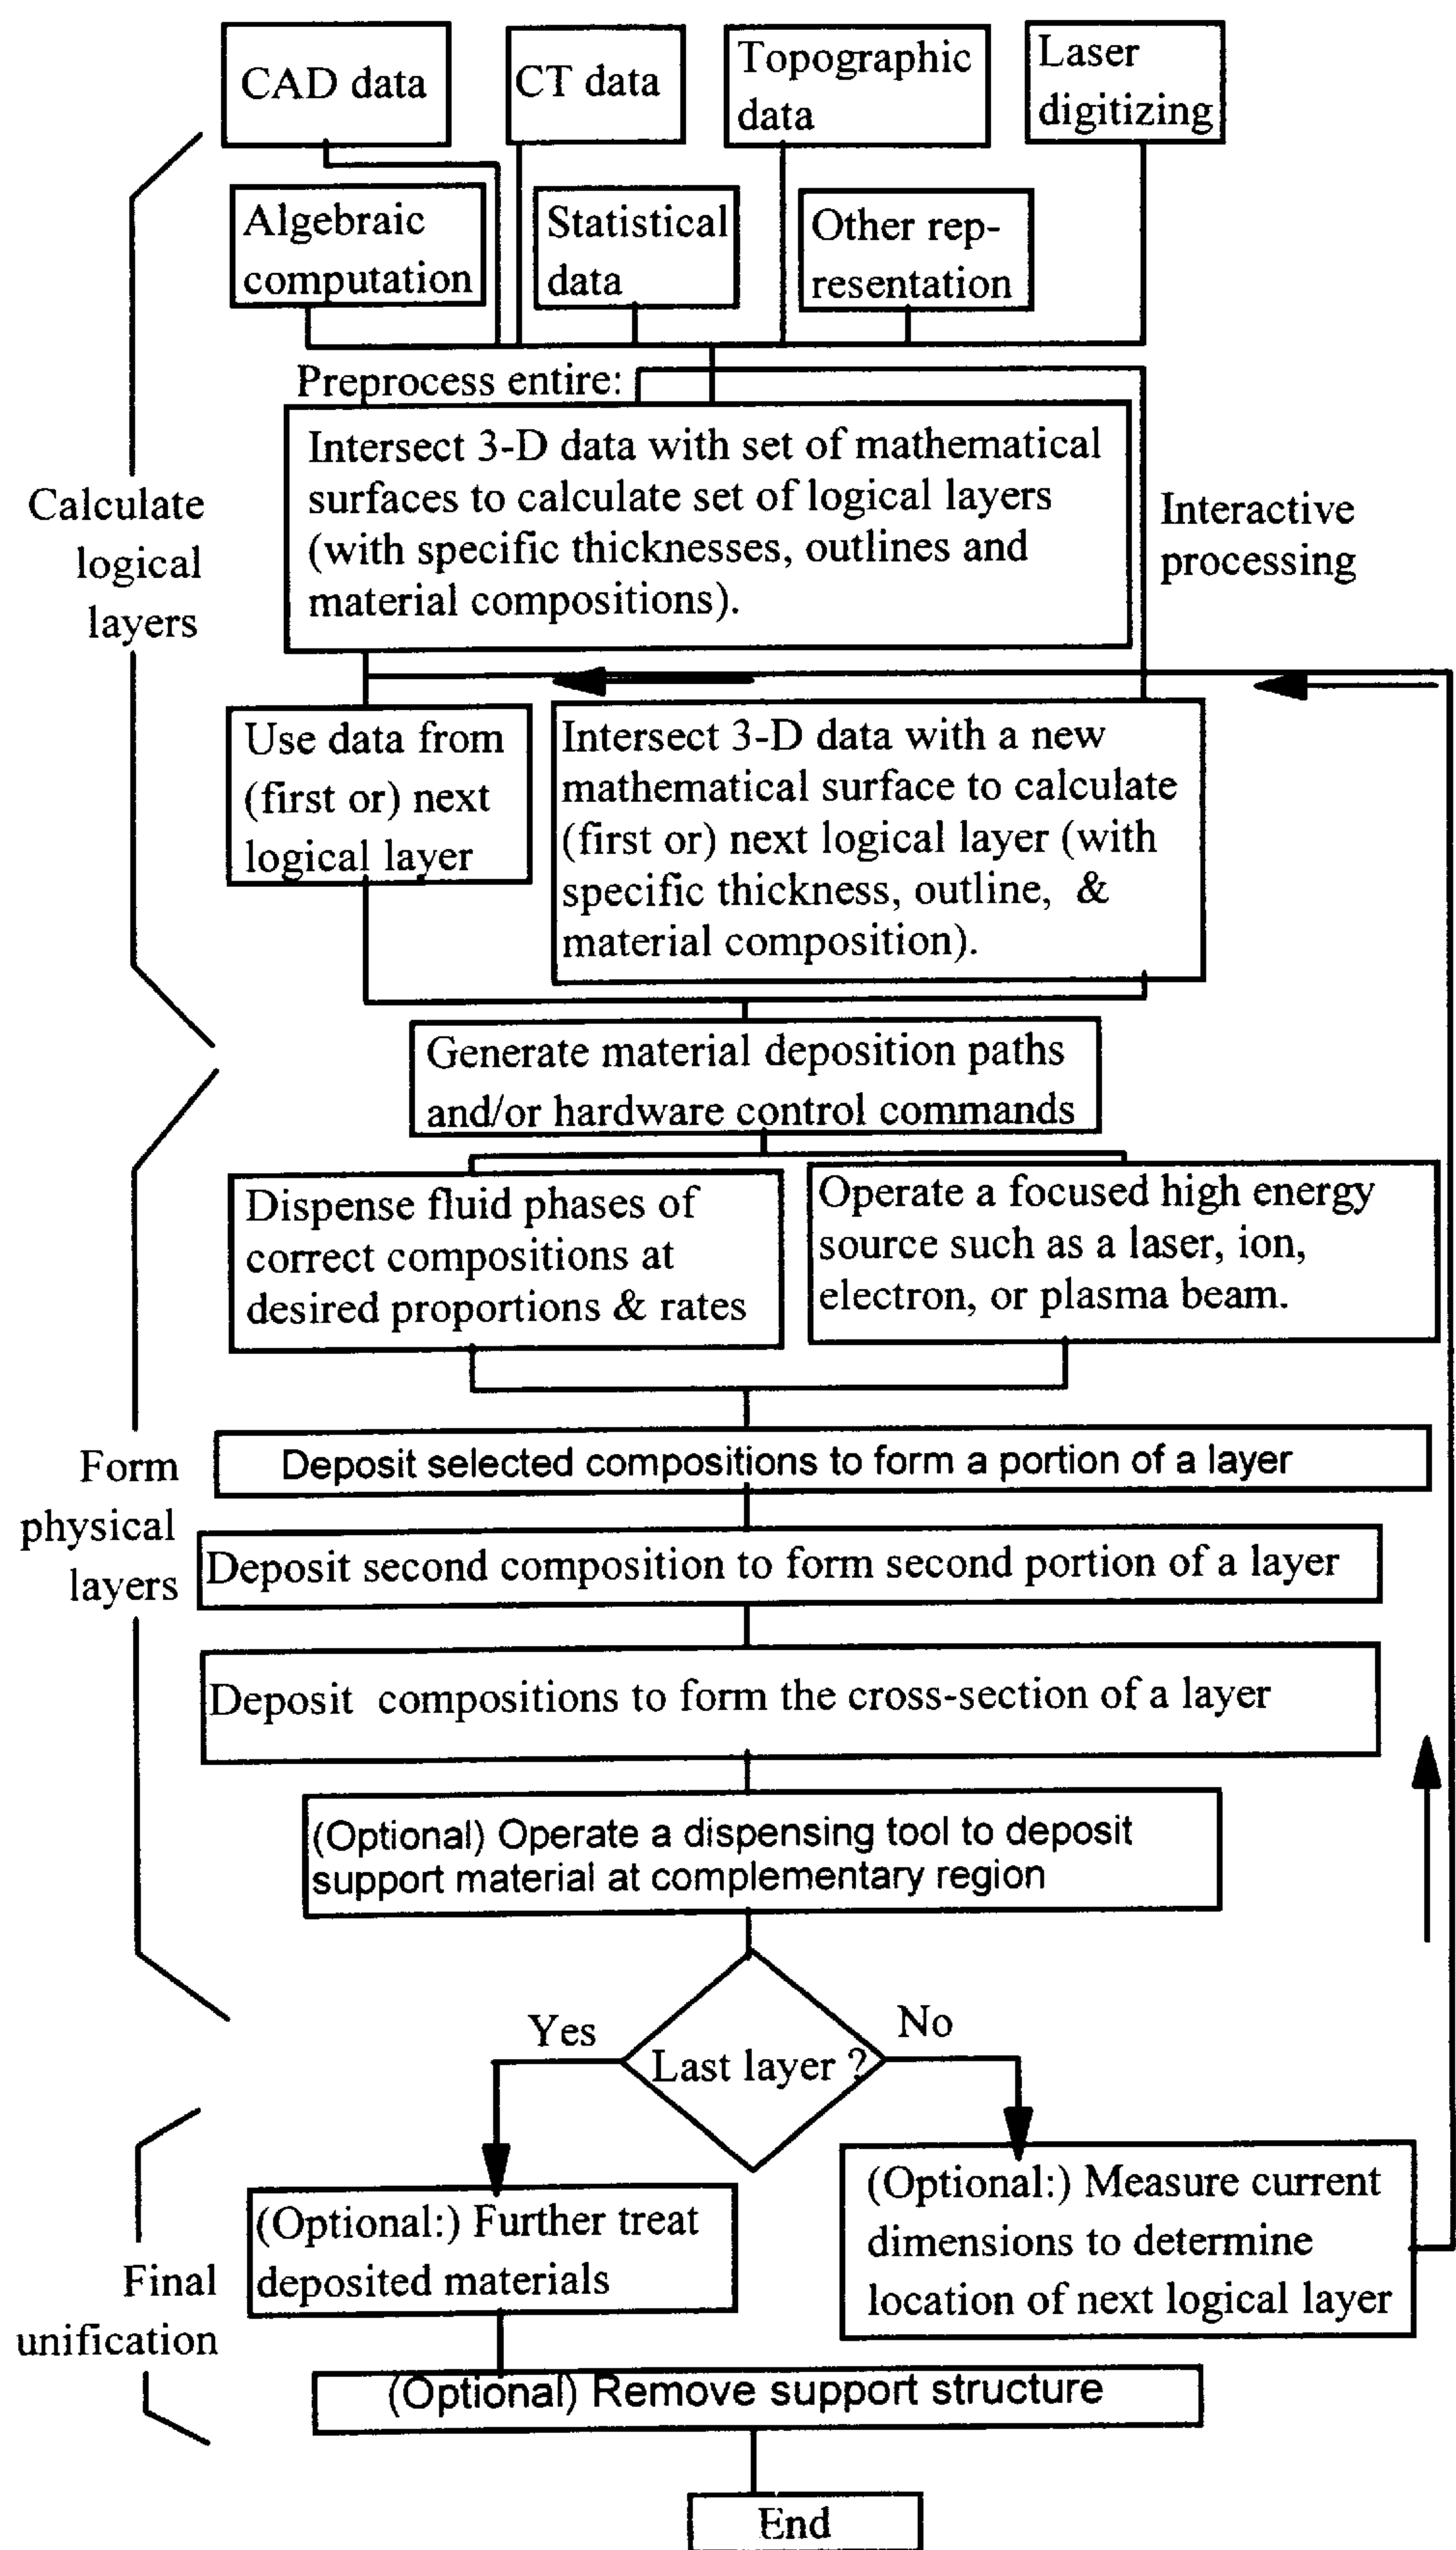 CAD data
CT data
Topographic
data
Laser
digitizing
Algebraic
computation
Statistical
data
Other rep-
resentation
Preprocess entire:
Intersect 3-D data with set of mathematical
surfaces to calculate set of logical layers
(with specific thicknesses, outlines and
material compositions).
Interactive
processing
Calculate
logical
layers
Use data from
(first or) next
logical layer
Intersect 3-D data with a new
mathematical surface to calculate
(first or) next logical layer (with
specific thickness, outline, &
material composition).
Generate material deposition paths
and/or hardware control commands
Dispense fluid phases of
correct compositions at
desired proportions & rates
Operate a focused high energy
source such as a laser, ion,
electron, or plasma beam.
Form
physical
layers
Deposit selected compositions to form a portion of a layer
Deposit second composition to form second portion of a layer
Deposit compositions to form the cross-section of a layer
(Optional) Operate a dispensing tool to deposit
support material at complementary region
Yes
Last layer ?
No
(Optional:) Further treat
deposited materials
(Optional:) Measure current
dimensions to determine
location of next logical layer
Final
unification
(Optional) Remove support structure
End